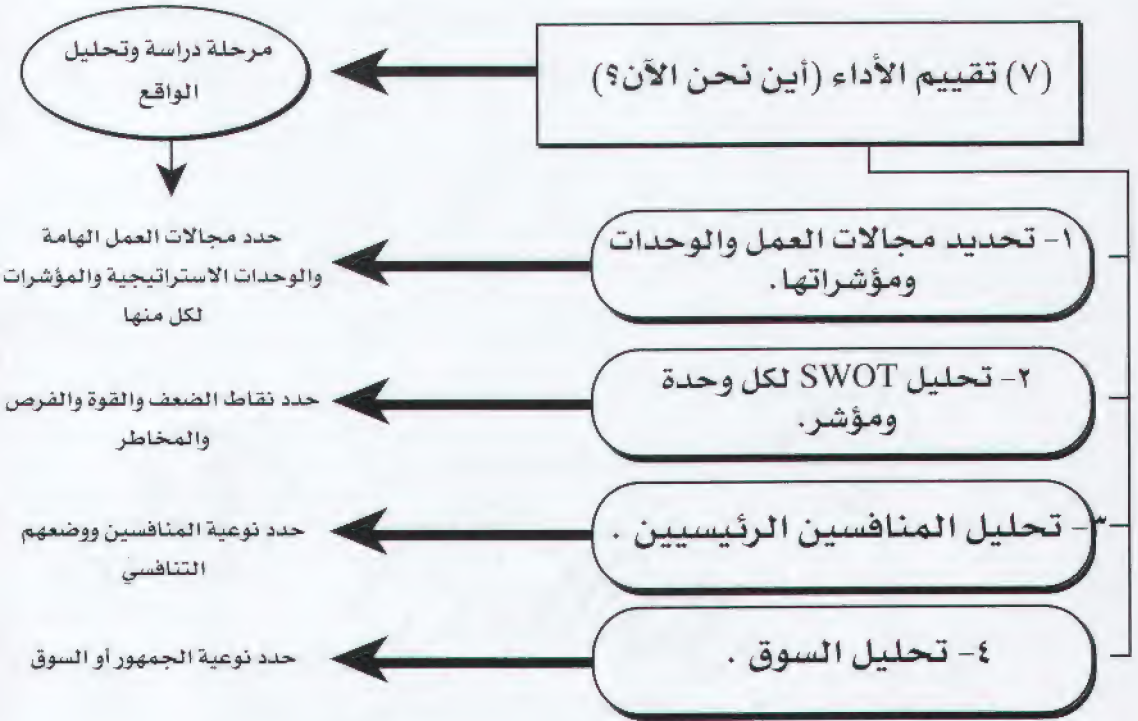 (٧) تقييم الأداء (أين نحن الآن؟)
مرحلة دراسة وتحليل
الواقع
١- تحديد مجالات العمل والوحدات
ومؤشراتها.
حدد مجالات العمل الهامة
والوحدات الاستراتيجية والمؤشرات
لكل منها
٢- تحليل SWOT لكل وحدة
ومؤشر.
حدد نقاط الضعف والقوة والفرص
والمخاطر
٣- تحليل المنافسين الرئيسيين .
حدد نوعية المنافسين ووضعهم
التنافسي
٤- تحليل السوق .
حدد نوعية الجمهور أو السوق